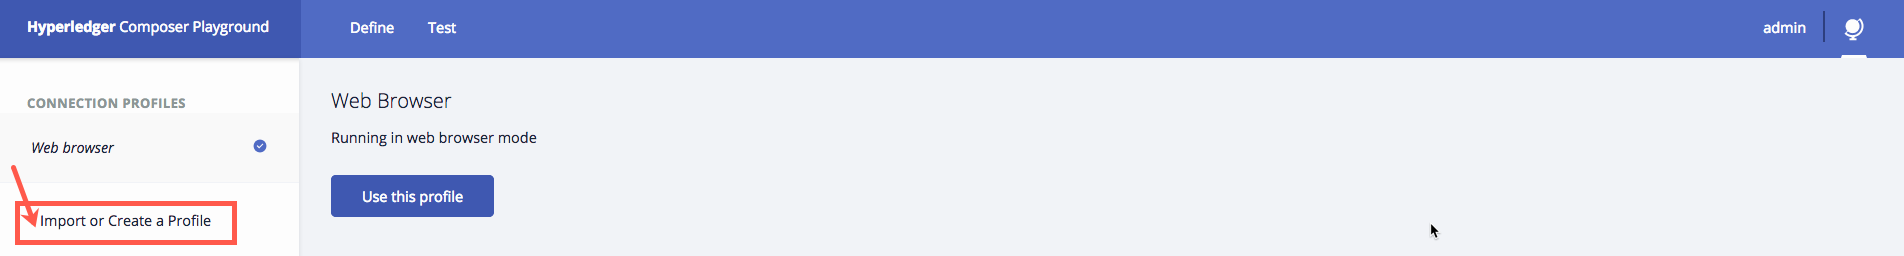 Hyperledger Composer Playground
Define
Test
admin
CONNECTION PROFILES
Web browser
Import or Create a Profile
Web Browser
Running in web browser mode
Use this profile